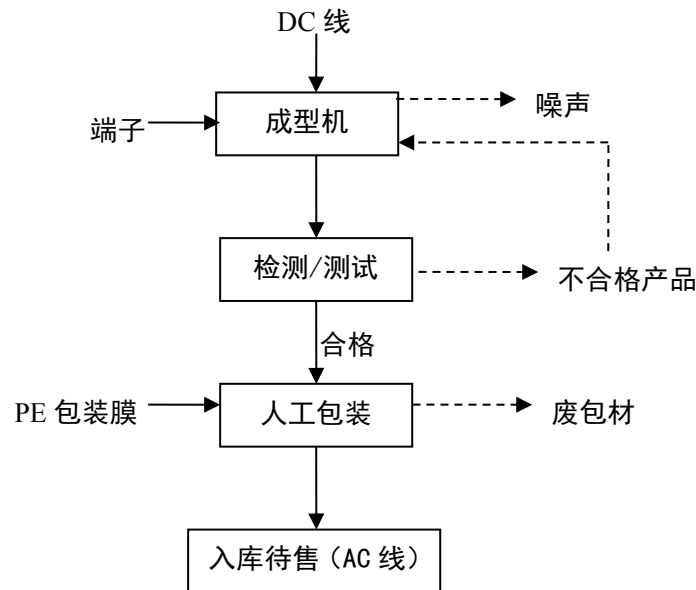 DC 线
端子
成型机
噪声
检测/测试
不合格产品
合格
PE 包装膜
人工包装
废包材
入库待售（AC 线）